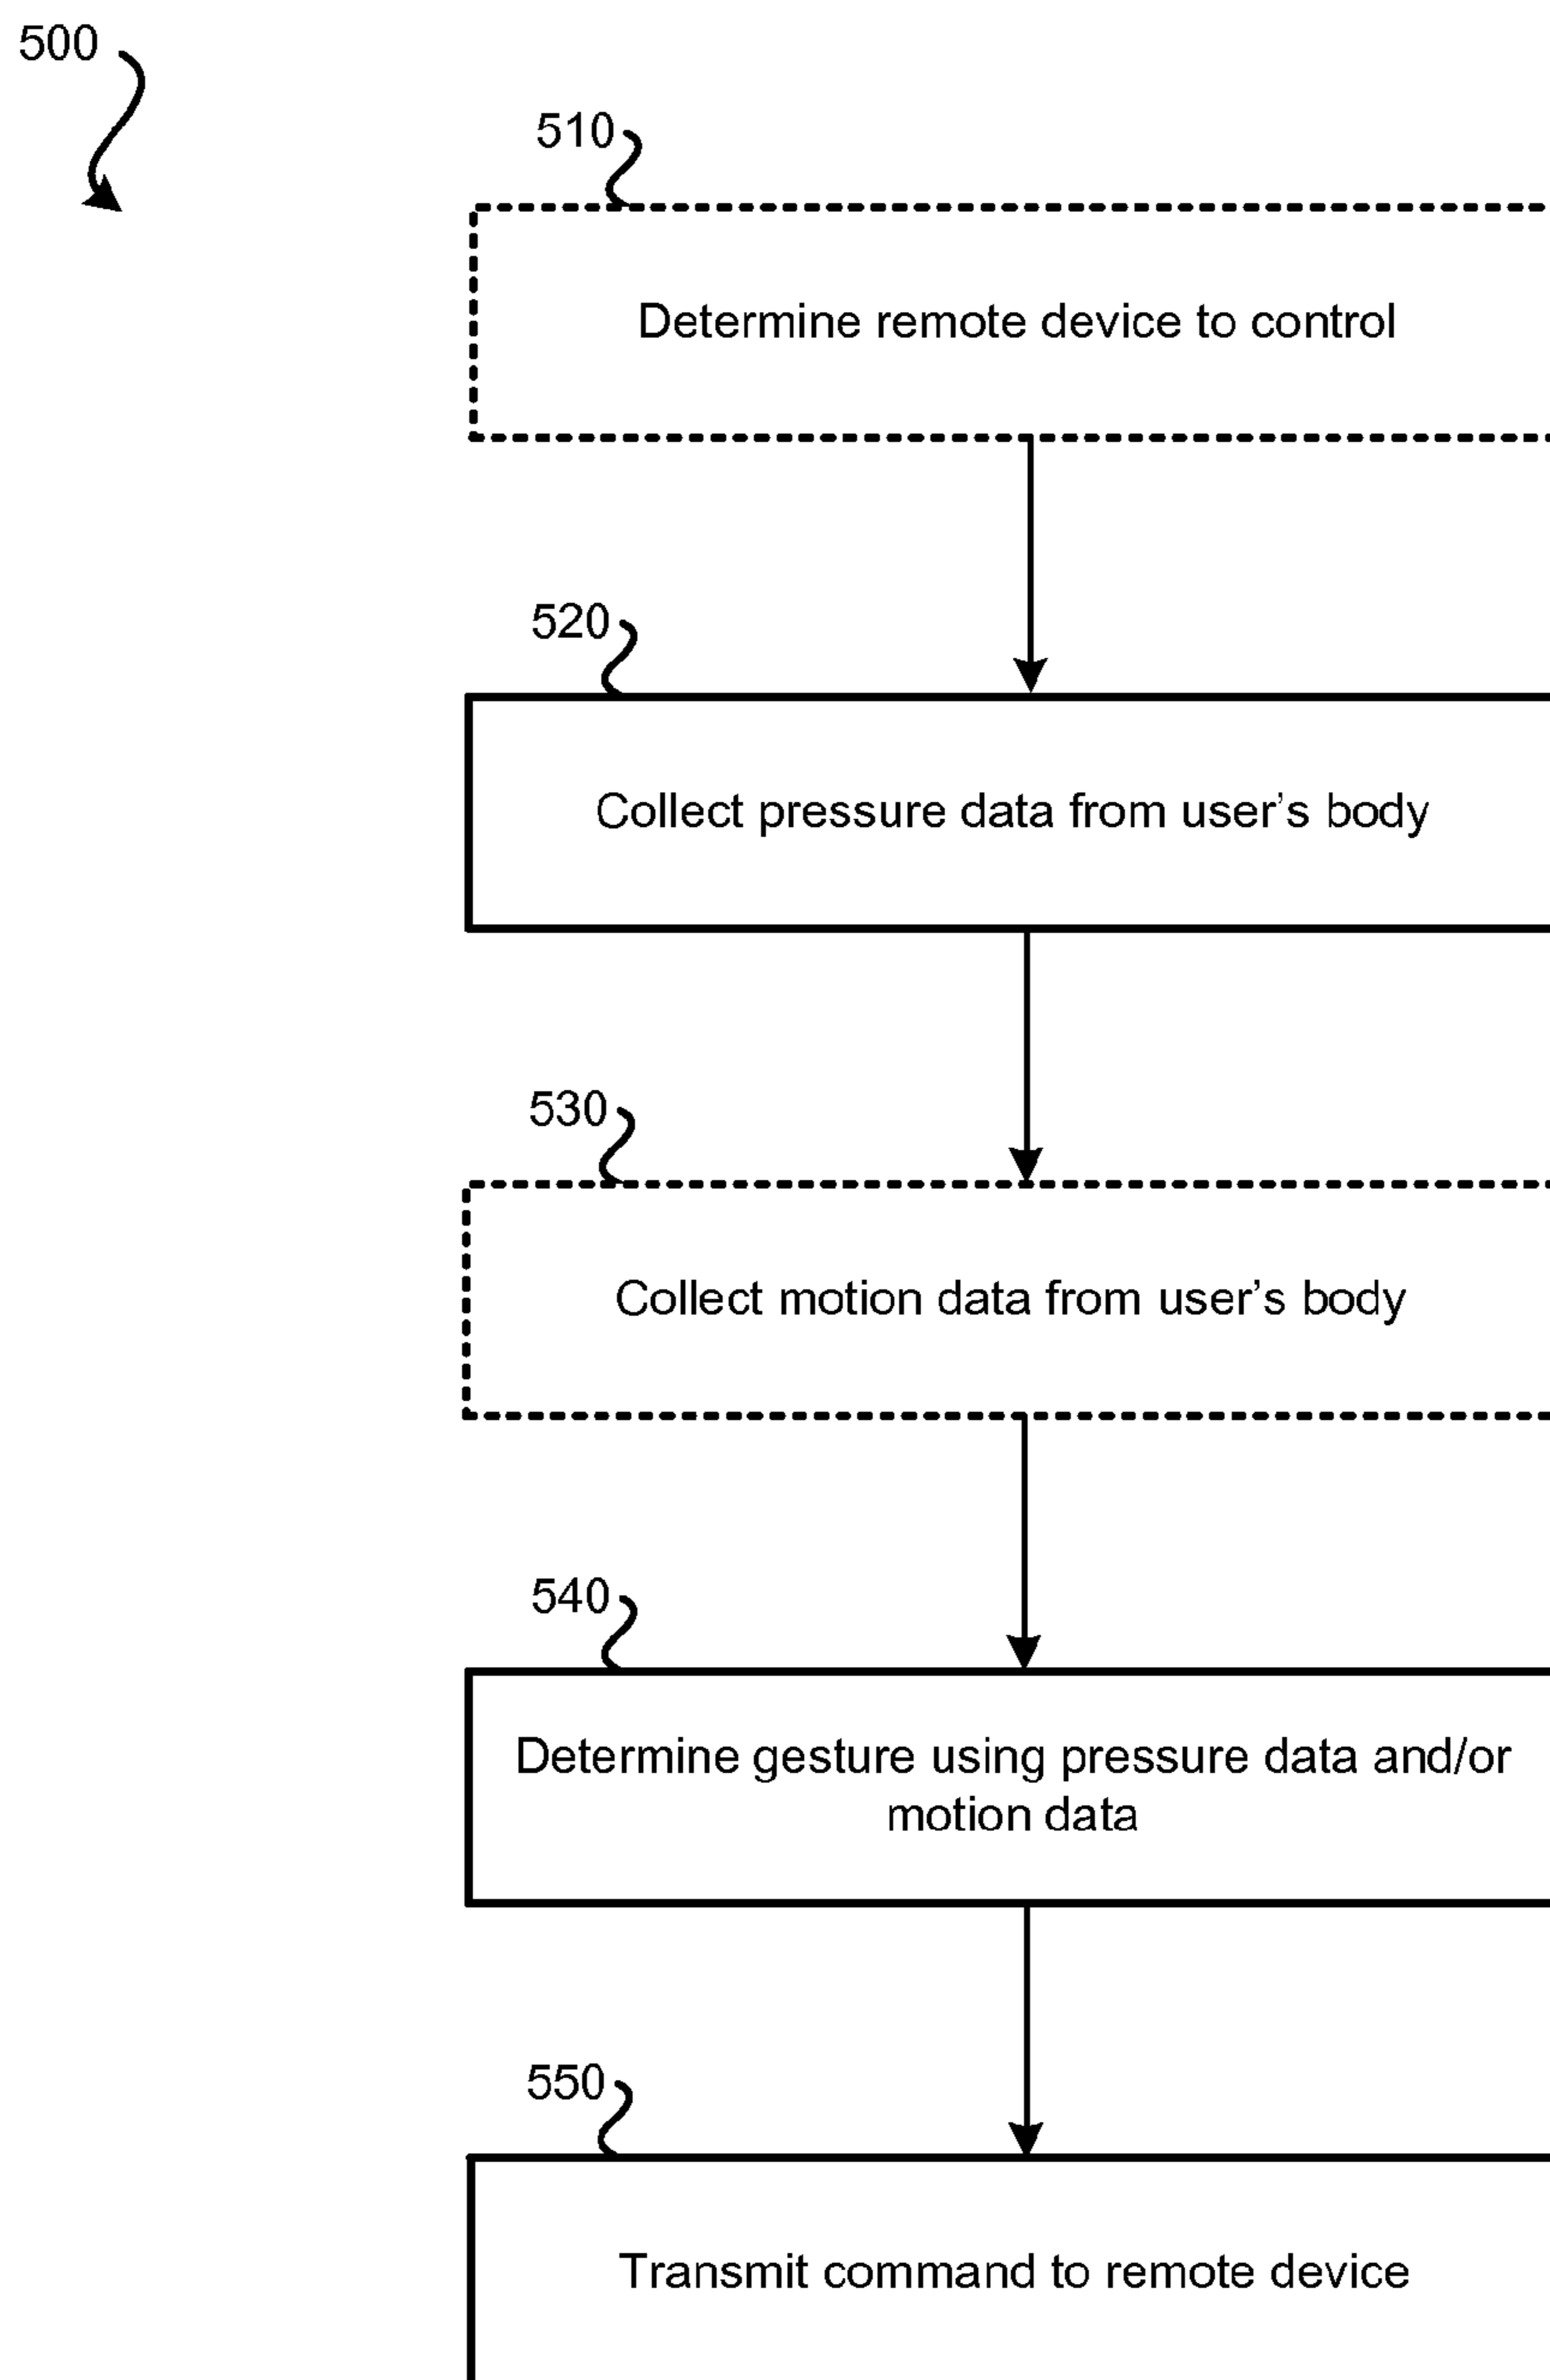 500
510
Determine remote device to control
520
Collect pressure data from user’s body
530
Collect motion data from user’s body
540
Determine gesture using pressure data and/or
motion data
550
Transmit command to remote device